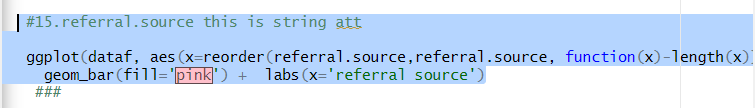 #15.referral.source this is string att
ggplot(dataf, aes(x=reorder(referral.source,referral.source, function(x)-length(x))
geom_bar(fill='pink') + labs(x='referral source')
###